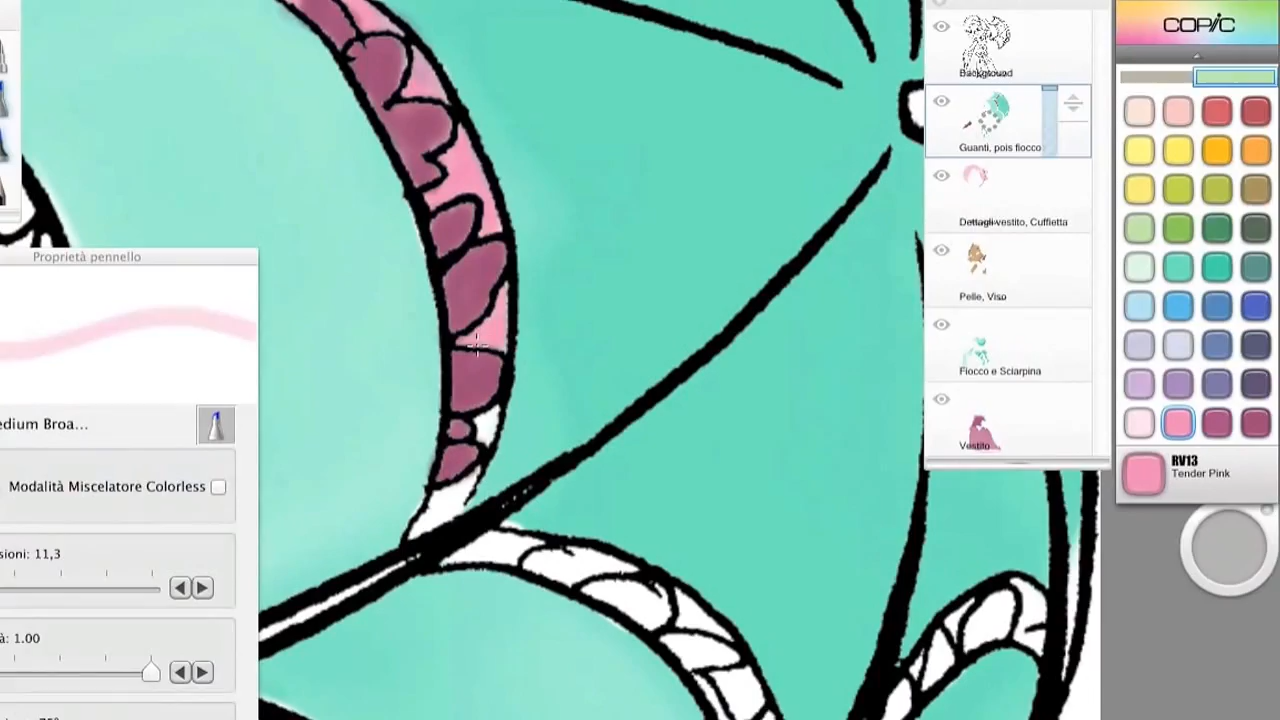 COPIC
Background
Guanti, pois fiocco
Dettagli vestito, Cuffietta
Pelle, Viso
Fiocco e Sciarpina
Vestito
RV13
Tender Pink
Proprietà pennello
edium Broa...
Modalità Miscelatore Colorless
sioni: 11,3
à: 1.00